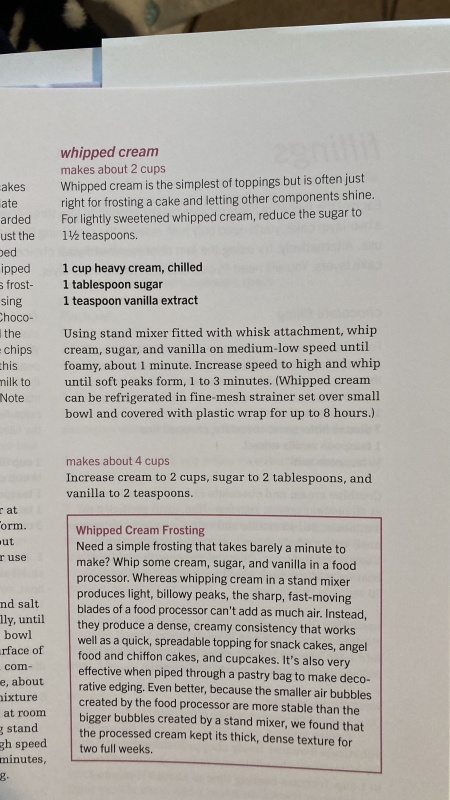 fillings
whipped cream
makes about 2 cups
Whipped cream is the simplest of toppings but is often just
right for frosting a cake and letting other components shine.
For lightly sweetened whipped cream, reduce the sugar to
1½ teaspoons.
1 cup heavy cream, chilled
1 tablespoon sugar
1 teaspoon vanilla extract
Using stand mixer fitted with whisk attachment, whip
cream, sugar, and vanilla on medium-low speed until
foamy, about 1 minute. Increase speed to high and whip
until soft peaks form, 1 to 3 minutes. (Whipped cream
can be refrigerated in fine-mesh strainer set over small
bowl and covered with plastic wrap for up to 8 hours.)
makes about 4 cups
Increase cream to 2 cups, sugar to 2 tablespoons, and
vanilla to 2 teaspoons.
Whipped Cream Frosting
Need a simple frosting that takes barely a minute to
make? Whip some cream, sugar, and vanilla in a food
processor. Whereas whipping cream in a stand mixer
produces light, billowy peaks, the sharp, fast-moving
blades of a food processor can't add as much air. Instead,
they produce a dense, creamy consistency that works
well as a quick, spreadable topping for snack cakes, angel
food and chiffon cakes, and cupcakes. It's also very
effective when piped through a pastry bag to make deco-
rative edging. Even better, because the smaller air bubbles
created by the food processor are more stable than the
bigger bubbles created by a stand mixer, we found that
the processed cream kept its thick, dense texture for
two full weeks.
akes
ate
arded
ust the
ped
ipped
s frost-
sing
Choco-
l the
chips
this
milk to
Note
r at
form.
out
r use
nd salt
lly, until
bowl
rface of
com-
e, about
mixture
at room
g stand
gh speed
minutes,
g.